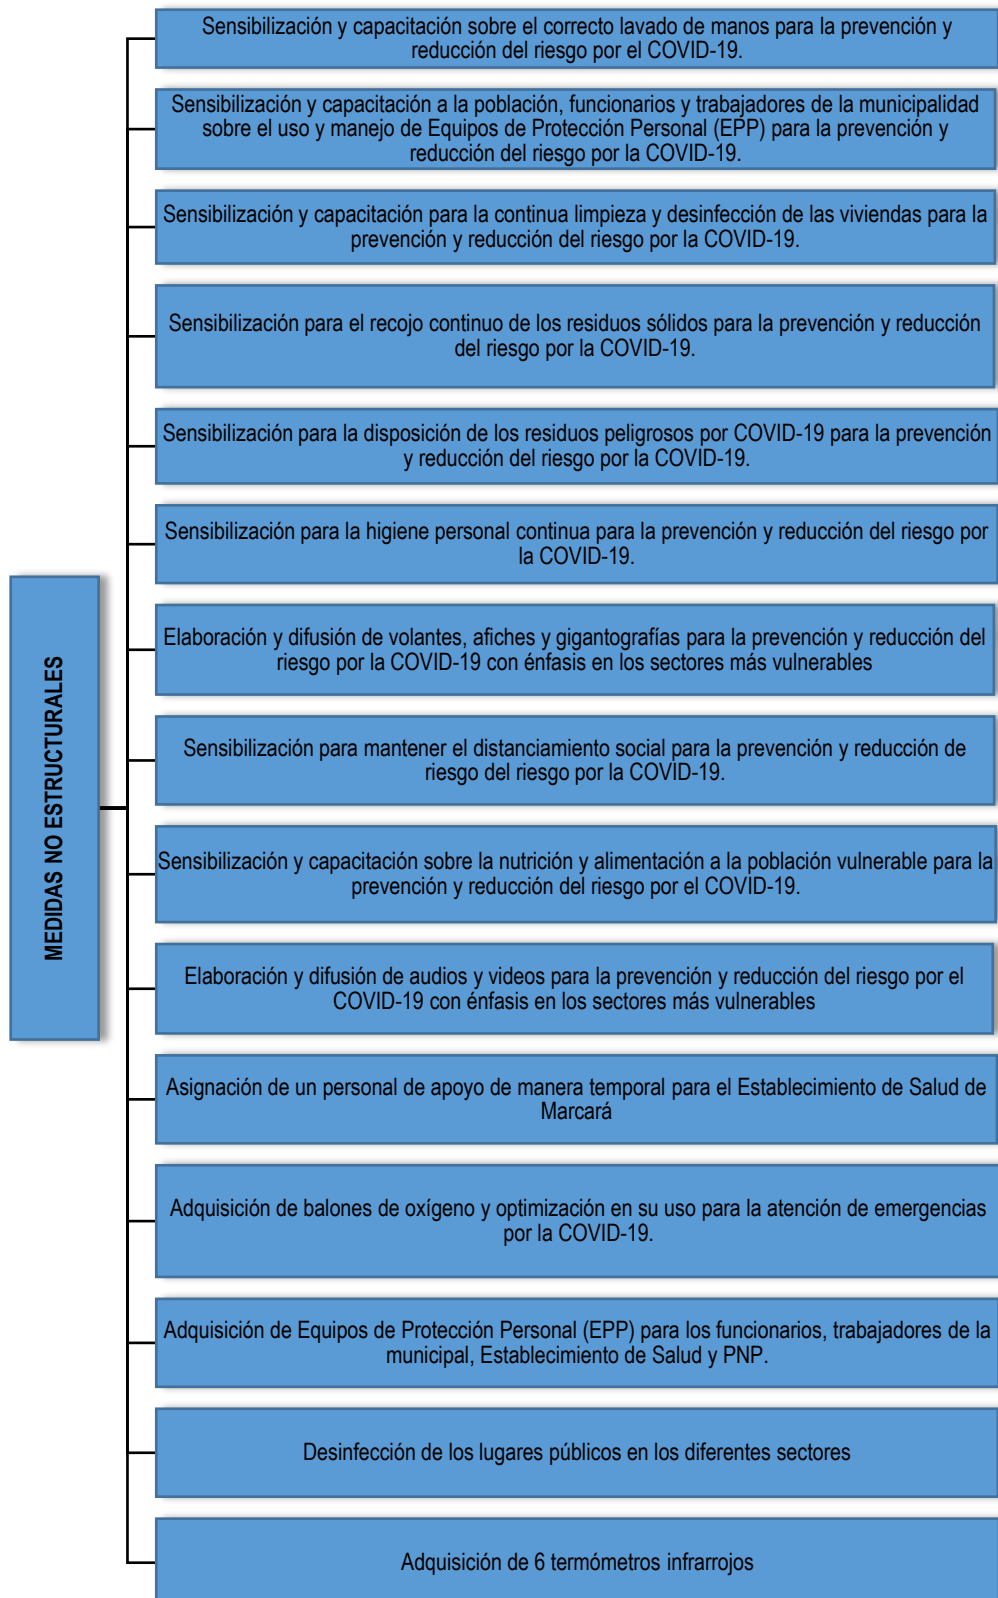 Sensibilización y capacitación sobre el correcto lavado de manos para la prevención y
reducción del riesgo por el COVID-19.
Sensibilización y capacitación a la población, funcionarios y trabajadores de la municipalidad
sobre el uso y manejo de Equipos de Protección Personal (EPP) para la prevención y
reducción del riesgo por la COVID-19.
Sensibilización y capacitación para la continua limpieza y desinfección de las viviendas para la
prevención y reducción del riesgo por la COVID-19.
Sensibilización para el recojo continuo de los residuos sólidos para la prevención y reducción
del riesgo por la COVID-19.
Sensibilización para la disposición de los residuos peligrosos por COVID-19 para la prevención
y reducción del riesgo por la COVID-19.
Sensibilización para la higiene personal continua para la prevención y reducción del riesgo por
la COVID-19.
MEDIDAS NO ESTRUCTURALES
Elaboración y difusión de volantes, afiches y gigantografías para la prevención y reducción del
riesgo por la COVID-19 con énfasis en los sectores más vulnerables
Sensibilización para mantener el distanciamiento social para la prevención y reducción de
riesgo del riesgo por la COVID-19.
Sensibilización y capacitación sobre la nutrición y alimentación a la población vulnerable para la
prevención y reducción del riesgo por el COVID-19.
Elaboración y difusión de audios y videos para la prevención y reducción del riesgo por el
COVID-19 con énfasis en los sectores más vulnerables
Asignación de un personal de apoyo de manera temporal para el Establecimiento de Salud de
Marcará
Adquisición de balones de oxígeno y optimización en su uso para la atención de emergencias
por la COVID-19.
Adquisición de Equipos de Protección Personal (EPP) para los funcionarios, trabajadores de la
municipal, Establecimiento de Salud y PNP.
Desinfección de los lugares públicos en los diferentes sectores
Adquisición de 6 termómetros infrarrojos